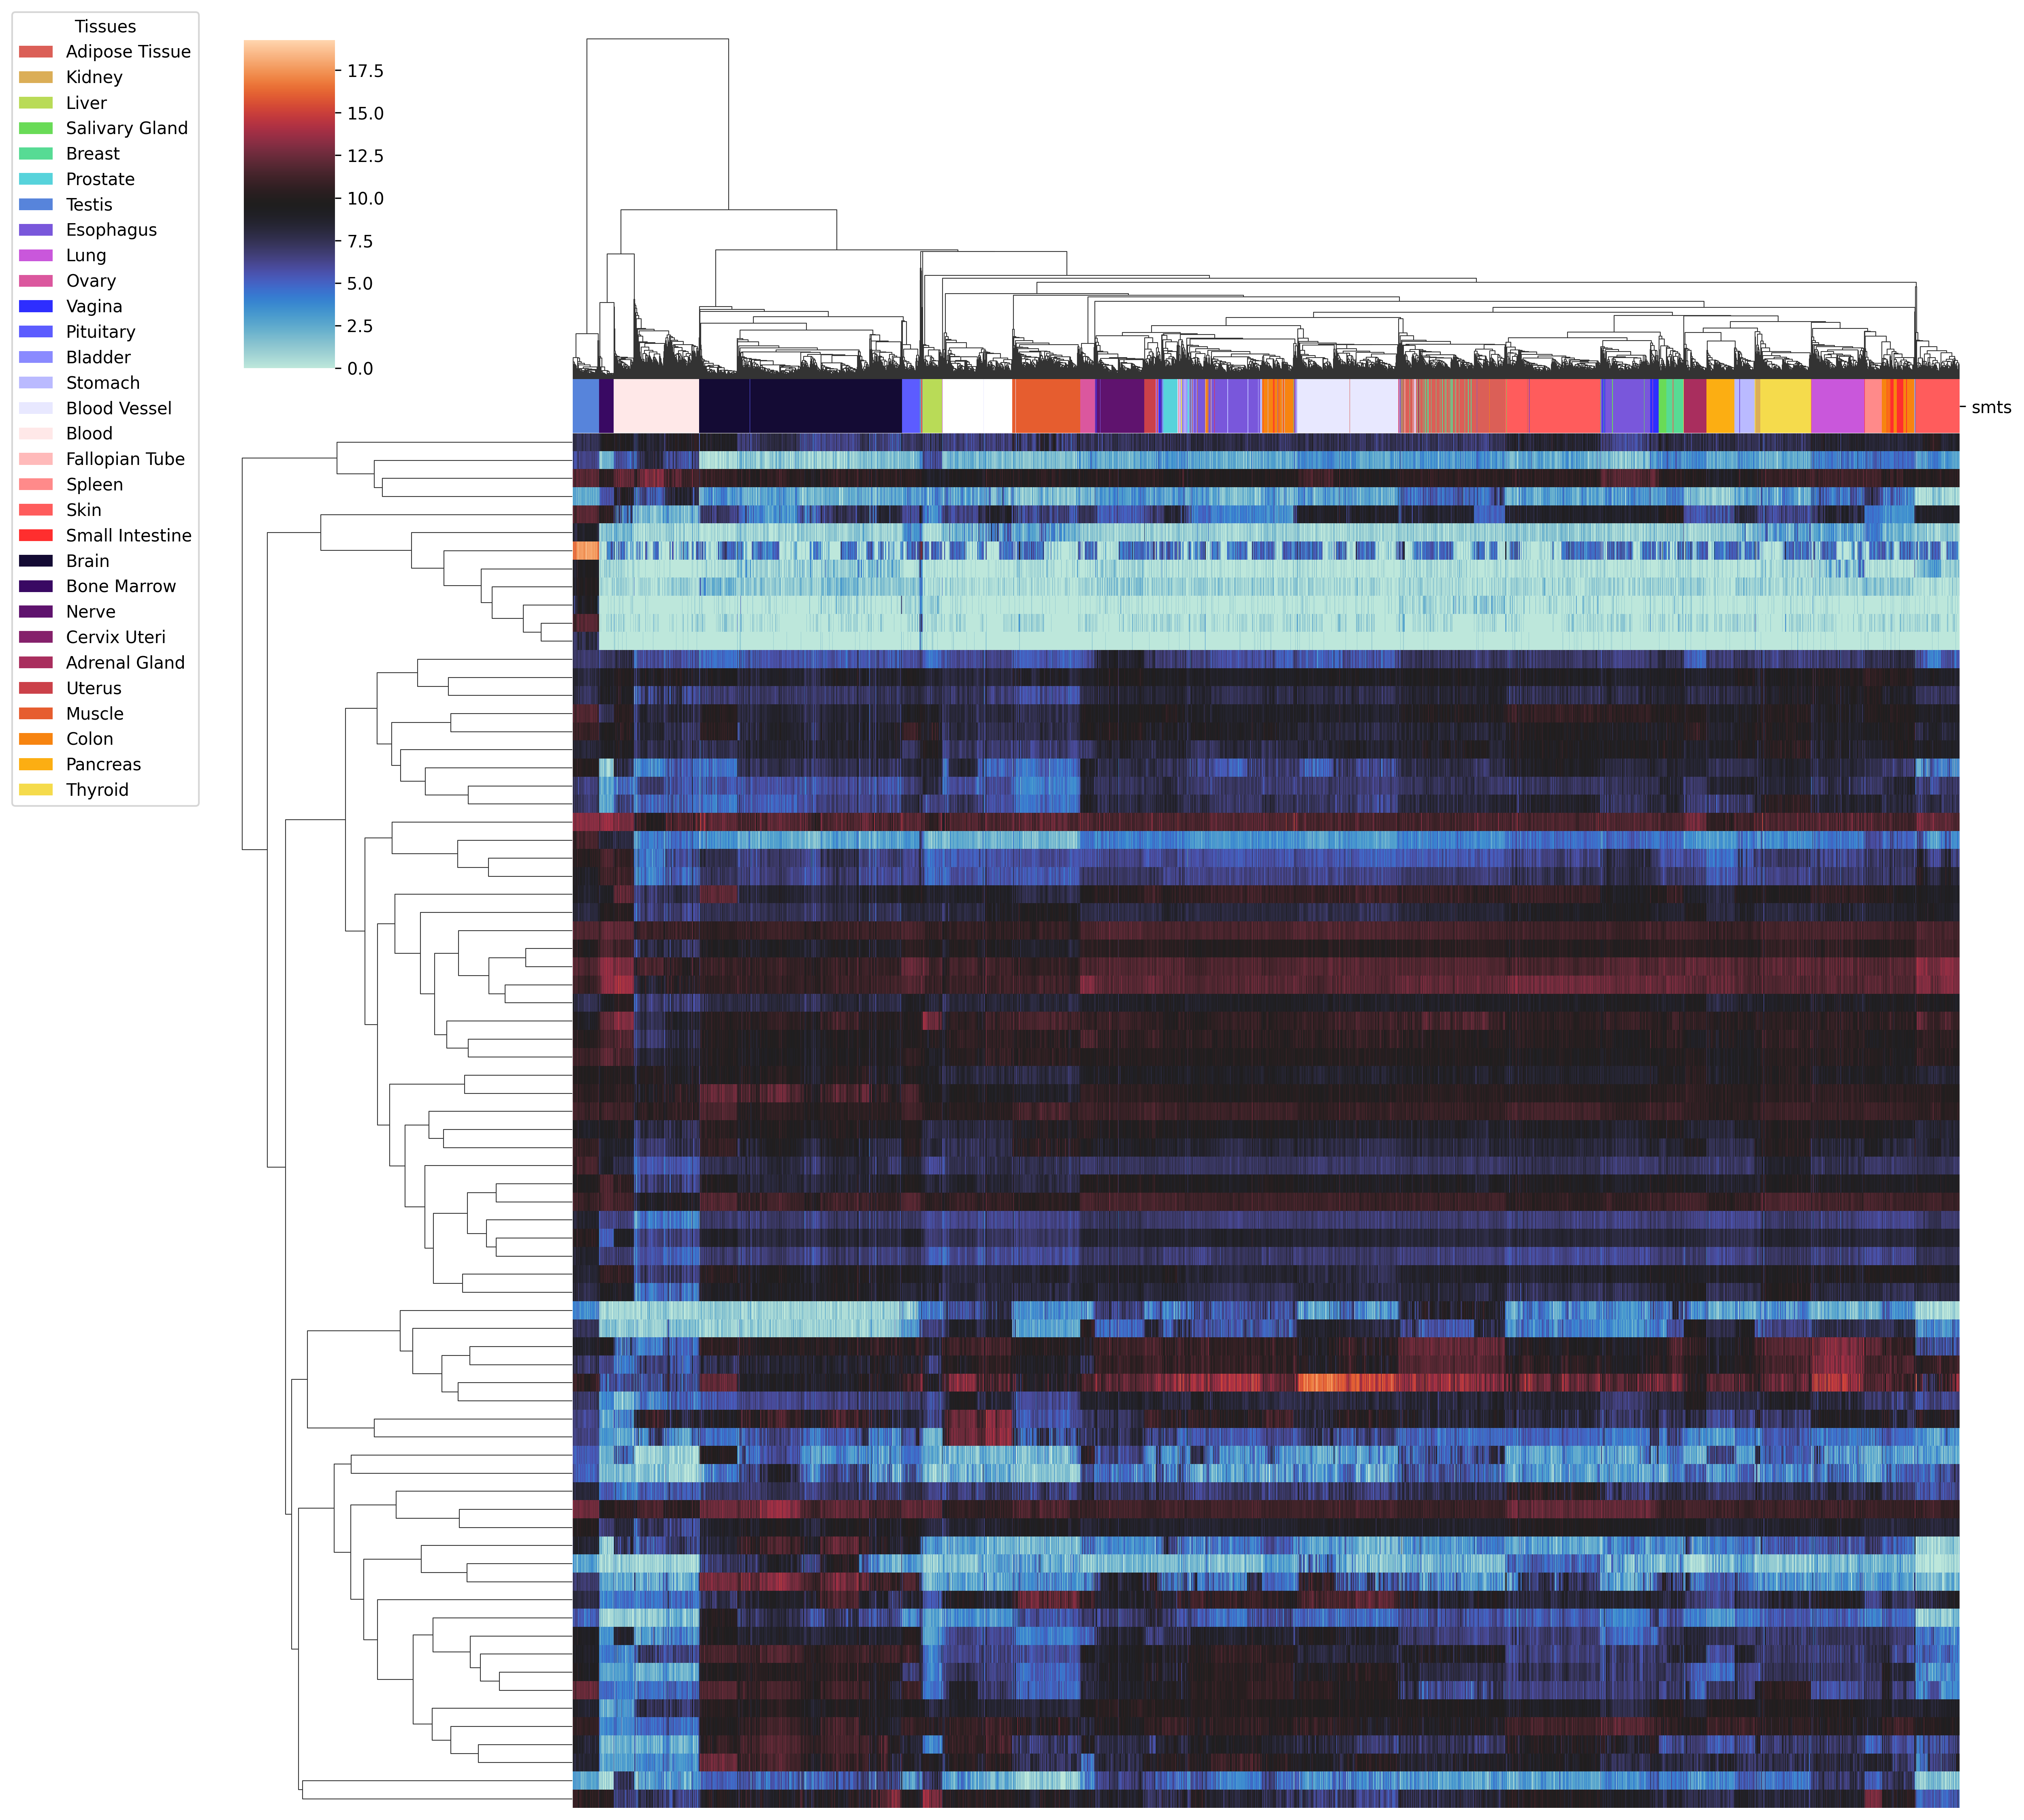 Tissues
Adipose Tissue
Kidney
Liver
Salivary Gland
Breast
Prostate
Testis
Esophagus
Lung
Ovary
Vagina
Pituitary
Bladder
Stomach
Blood Vessel
Blood
Fallopian Tube
Spleen
Skin
Small Intestine
Brain
Bone Marrow
Nerve
Cervix Uteri
Adrenal Gland
Uterus
Muscle
Colon
Pancreas
Thyroid
17.5
15.0
12.5
10.0
7.5
5.0
2.5
0.0
smts